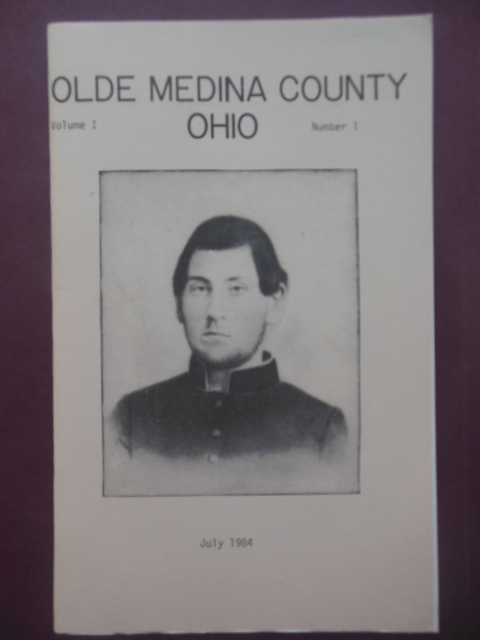 OLDE MEDINA COUNTY
OHIO
Volume I
Number 1
July 1984